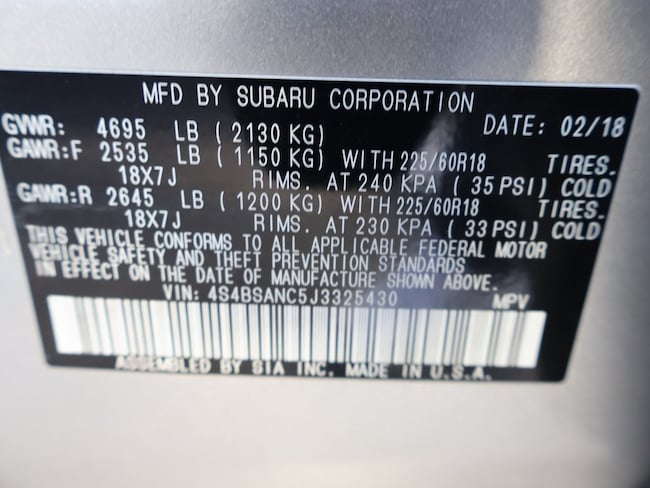 MFD BY SUBARU CORPORATION
GVWR: 4695 LB ( 2130 KG) DATE: 02/18
GAWR:F 2535 LB ( 1150 KG) WITH 225/60R18 TIRES.
18X7J RIMS. AT 240 KPA ( 35 PSI) COLD
GAWR:R 2645 LB ( 1200 KG) WITH 225/60R18 TIRES.
18X7J RIMS. AT 230 KPA ( 33 PSI) COLD
THIS VEHICLE CONFORMS TO ALL APPLICABLE FEDERAL MOTOR
VEHICLE SAFETY AND THEFT PREVENTION STANDARDS
IN EFFECT ON THE DATE OF MANUFACTURE SHOWN ABOVE.
VIN: 4S4BSANC5J3325430 MPV
ASSEMBLED BY SIA INC. MADE IN U.S.A.